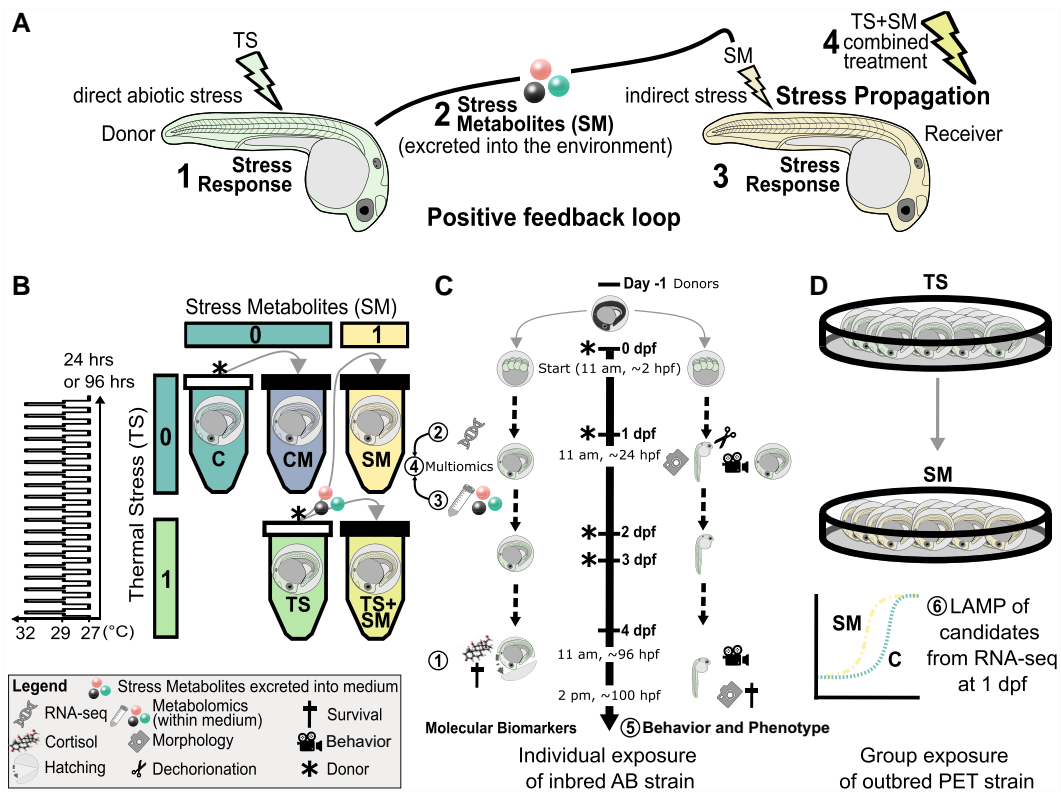 A
TS
direct abiotic stress
Donor
1 Stress
Response
2 Stress
Metabolites (SM)
(excreted into the environment)
Positive feedback loop
SM
indirect stress
TS+SM
4 combined
treatment
Stress Propagation
Receiver
3 Stress
Response
B
Stress Metabolites (SM)
0
1
24 hrs
or 96 hrs
Thermal Stress (TS)
0
1
*
C
CM
SM
*
TS
TS+
SM
32 29 27 (°C)
C
Day -1 Donors
* 0 dpf
Start (11 am, ~2 hpf)
* 1 dpf
11 am, ~24 hpf
2
4 Multiomics
3
* 2 dpf
* 3 dpf
4 dpf
1
11 am, ~96 hpf
2 pm, ~100 hpf
Molecular Biomarkers
5 Behavior and Phenotype
Individual exposure
of inbred AB strain
D
TS
SM
SM
C
6 LAMP of
candidates
from RNA-seq
at 1 dpf
Group exposure
of outbred PET strain
Legend
Stress Metabolites excreted into medium
RNA-seq
Metabolomics
(within medium)
Survival
Cortisol
Morphology
Behavior
Hatching
Dechorionation
* Donor